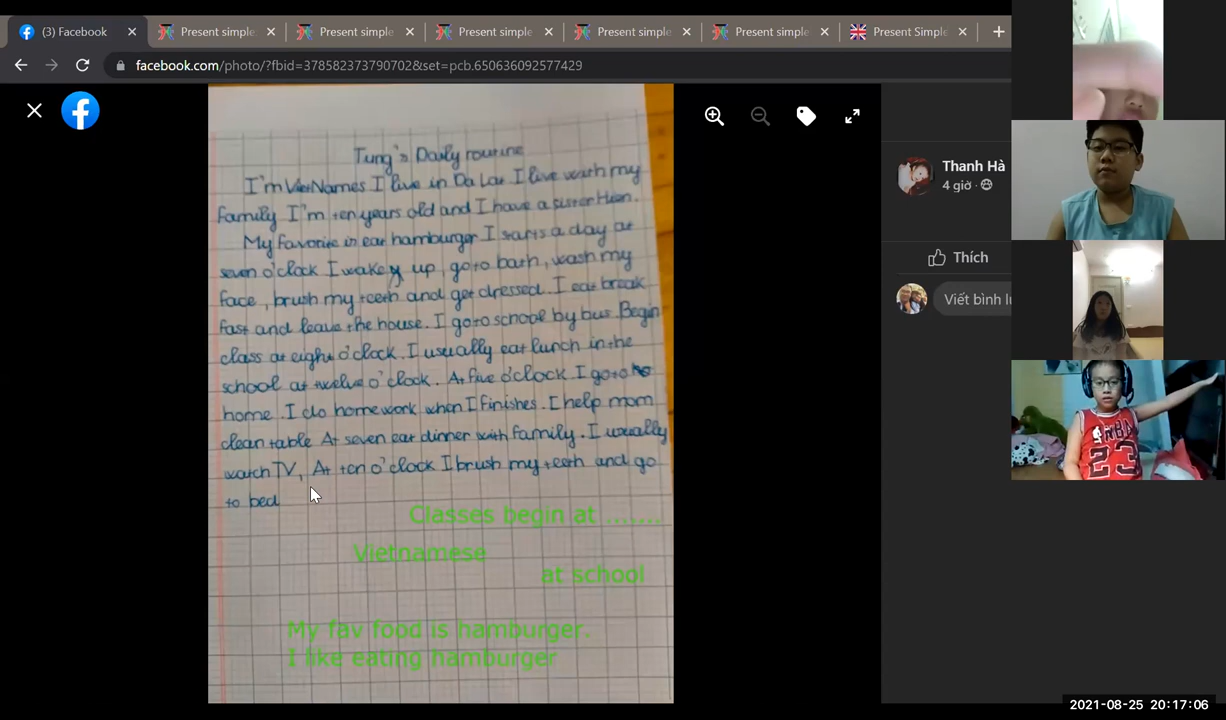 (3) Facebook
Present simple
Present simple
Present simple
Present simple
Present simple
Present Simple
facebook.com/photo/?fbid=378582373790702&set=pcb.650636092577429
Tung's Daily routine
I'm VietNames I live in Da Lat I live with my
family I'm ten years old and I have a sister Hien.
My favorite in eat hamburger I starts a day at
seven o'clock I wake up, go to bath, wash my
face, brush my teeth and get dressed. I eat break
fast and leave the house. I go to school by bus. Begin
class at eight o'clock. I usually eat lunch in the
school at twelve o'clock. At five o'clock I go to
home. I do homework when I finishes. I help mom
clean table At seven eat dinner with family. I usually
watch TV, At ten o'clock I brush my teeth and go
to bed
Classes begin at .......
Vietnamese
at school
My fav food is hamburger.
I like eating hamburger
Thanh Hà
4 giờ
Thích
Viết bình lu
NBA
23
2021-08-25 20:17:06